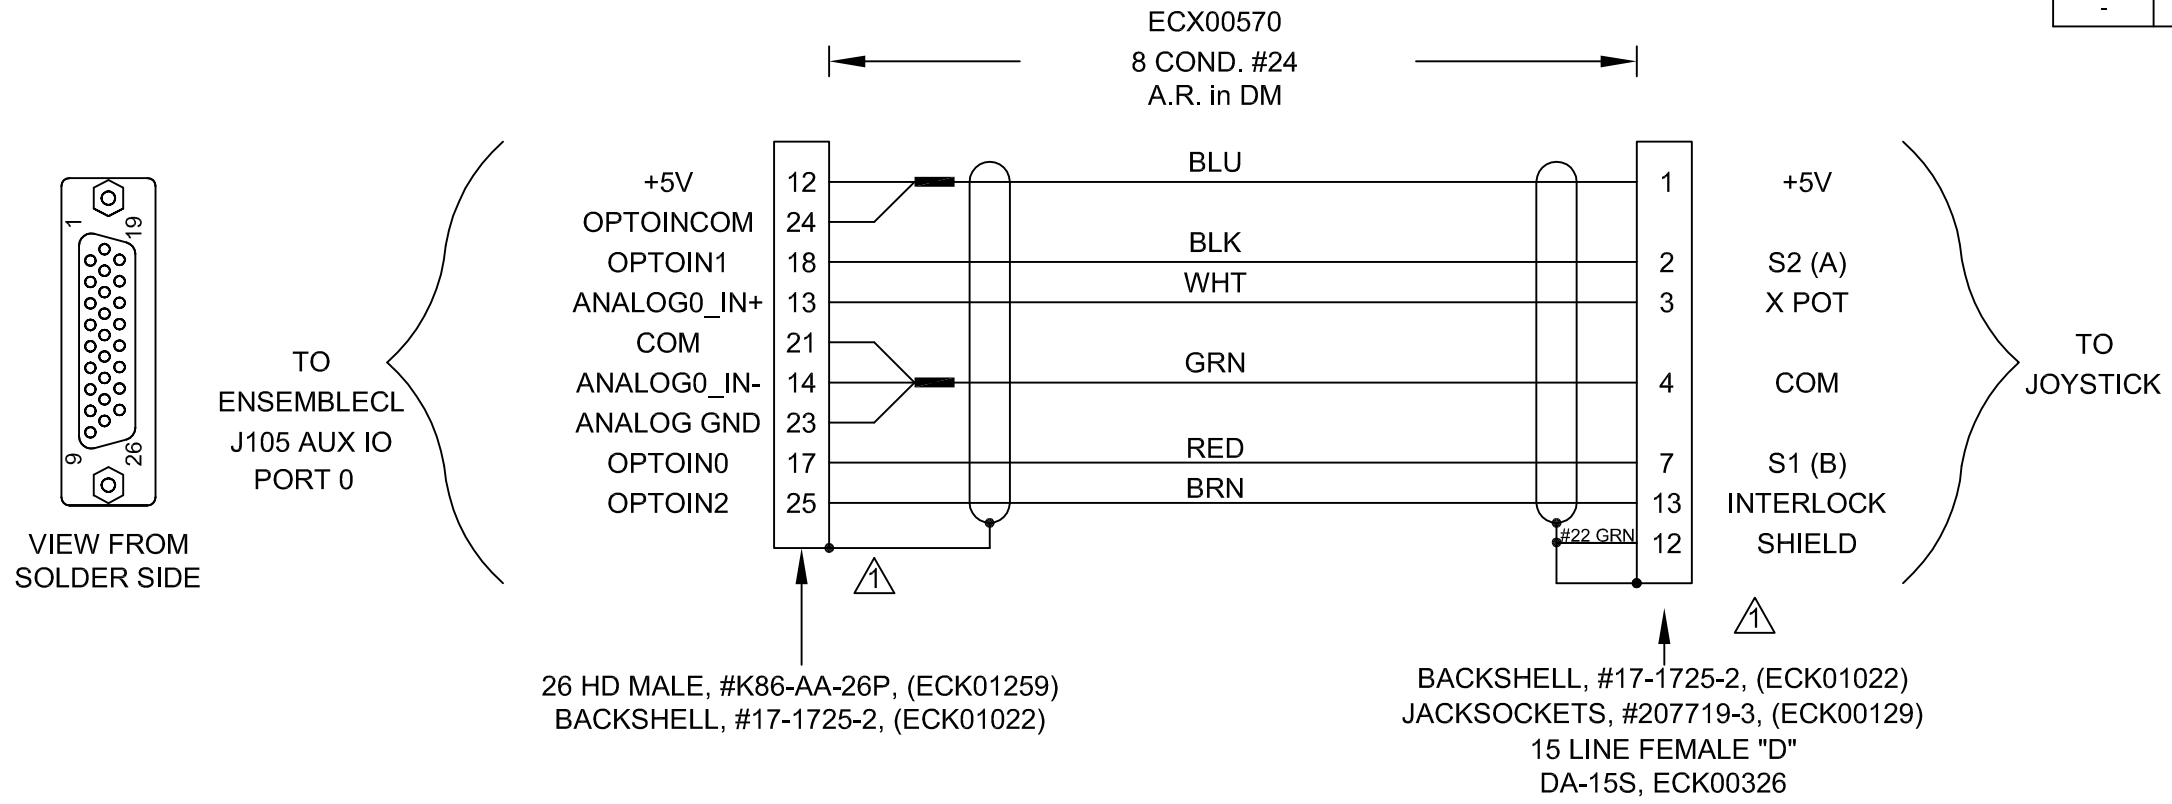 -
ECX00570
8 COND. #24
A.R. in DM
1
19
9
26
VIEW FROM
SOLDER SIDE
TO
ENSEMBLECL
J105 AUX IO
PORT 0
+5V 12 BLU 1 +5V
OPTOINCOM 24
OPTOIN1 18 BLK 2 S2 (A)
ANALOG0_IN+ 13 WHT 3 X POT
COM 21
ANALOG0_IN- 14 GRN 4 COM
ANALOG GND 23
OPTOIN0 17 RED 7 S1 (B)
OPTOIN2 25 BRN 13 INTERLOCK
#22 GRN 12 SHIELD
TO
JOYSTICK
1
1
26 HD MALE, #K86-AA-26P, (ECK01259)
BACKSHELL, #17-1725-2, (ECK01022)
BACKSHELL, #17-1725-2, (ECK01022)
JACKSOCKETS, #207719-3, (ECK00129)
15 LINE FEMALE "D"
DA-15S, ECK00326